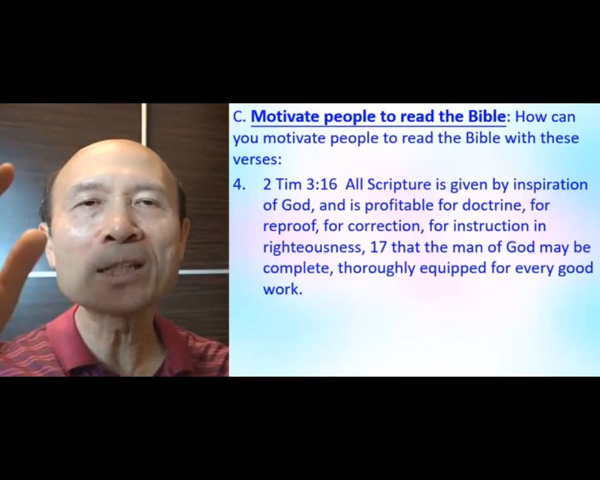 C. Motivate people to read the Bible: How can
you motivate people to read the Bible with these
verses:
4. 2 Tim 3:16 All Scripture is given by inspiration
of God, and is profitable for doctrine, for
reproof, for correction, for instruction in
righteousness, 17 that the man of God may be
complete, thoroughly equipped for every good
work.